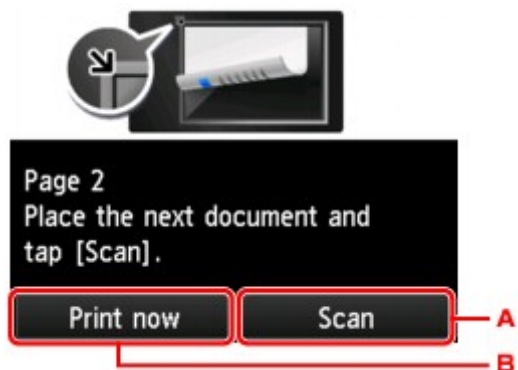 Page 2
Place the next document and
tap [Scan].
Print now
Scan
A
B